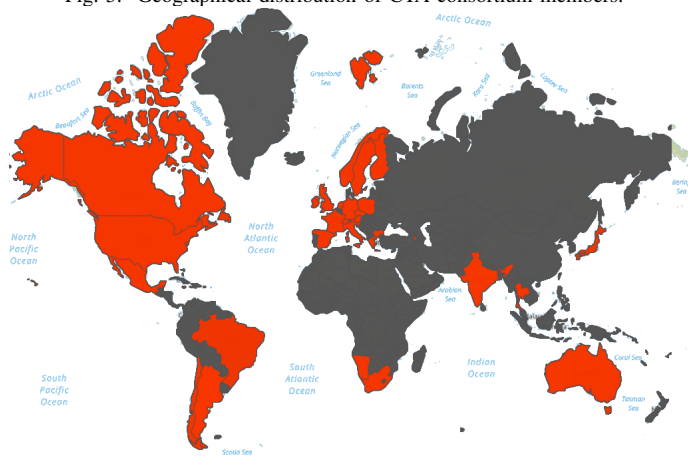 Fig. 3. Geographical distribution of CTA consortium members.
Arctic Ocean
Greenland
Sea
Barents
Sea
Kara Sea
Laptev Sea
Arctic Ocean
Beaufort Sea
Baffin Bay
Norwegian Sea
Bering
Sea
North
Pacific
Ocean
North
Atlantic
Ocean
Arabian
Sea
South
Pacific
Ocean
South
Atlantic
Ocean
Indian
Ocean
Coral Sea
Tasman
Sea
Scotia Sea